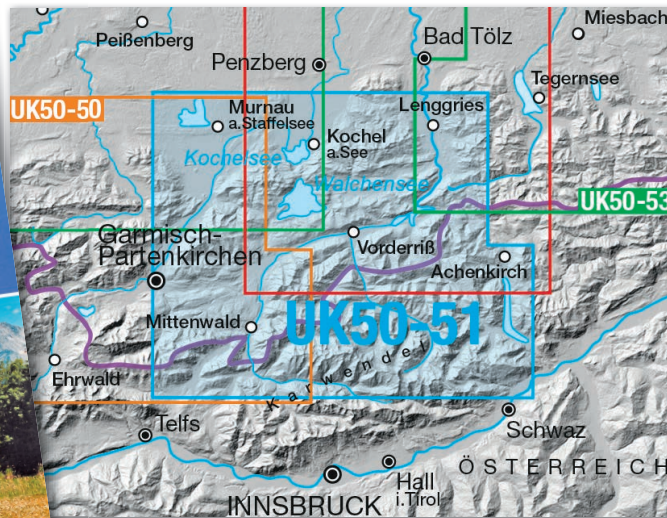 Peißenberg
Miesbach
Bad Tölz
Penzberg
Tegernsee
UK50-50
Murnau
a.Staffelsee
Lenggries
Kochel
a.See
Kochelsee
Walchensee
UK50-53
Garmisch-
Partenkirchen
Vorderriß
Achenkirch
Mittenwald
UK50-51
Ehrwald
Karwendel
Telfs
Schwaz
Hall
i.Tirol
ÖSTERREICH
INNSBRUCK